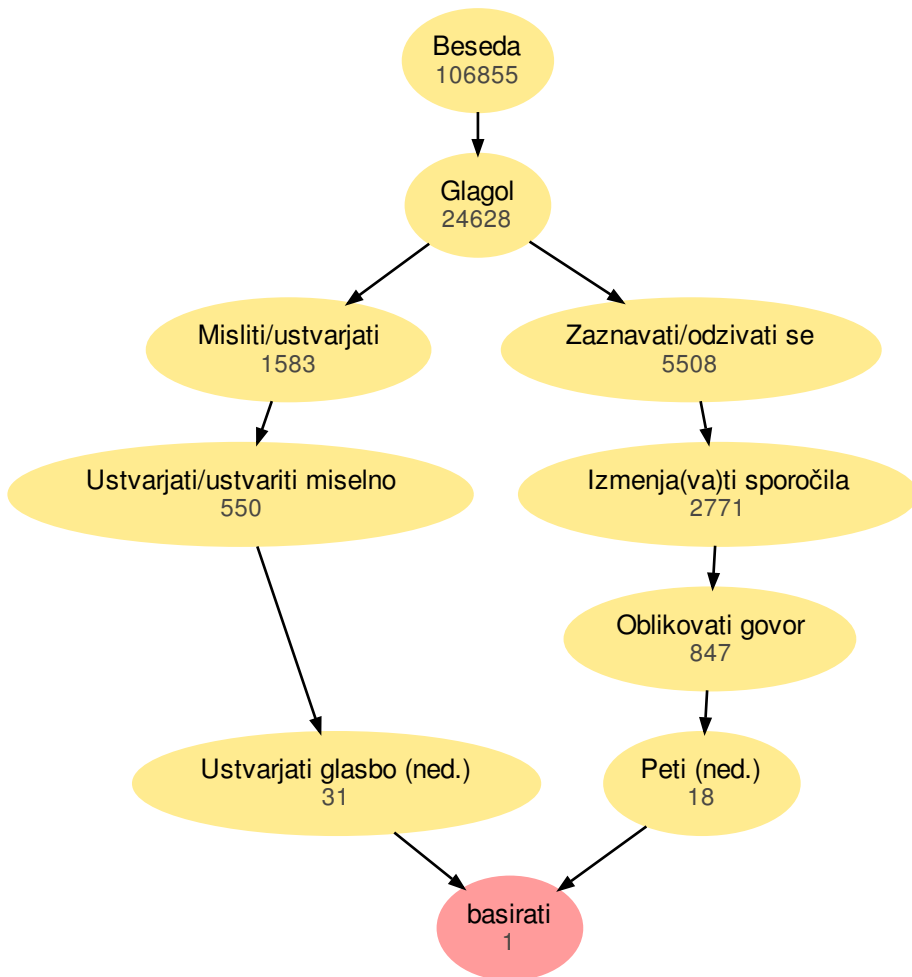 Beseda
106855
Glagol
24628
Misliti/ustvarjati
1583
Zaznavati/odzivati se
5508
Ustvarjati/ustvariti miselno
550
Izmenja(va)ti sporočila
2771
Oblikovati govor
847
Ustvarjati glasbo (ned.)
31
Peti (ned.)
18
basirati
1